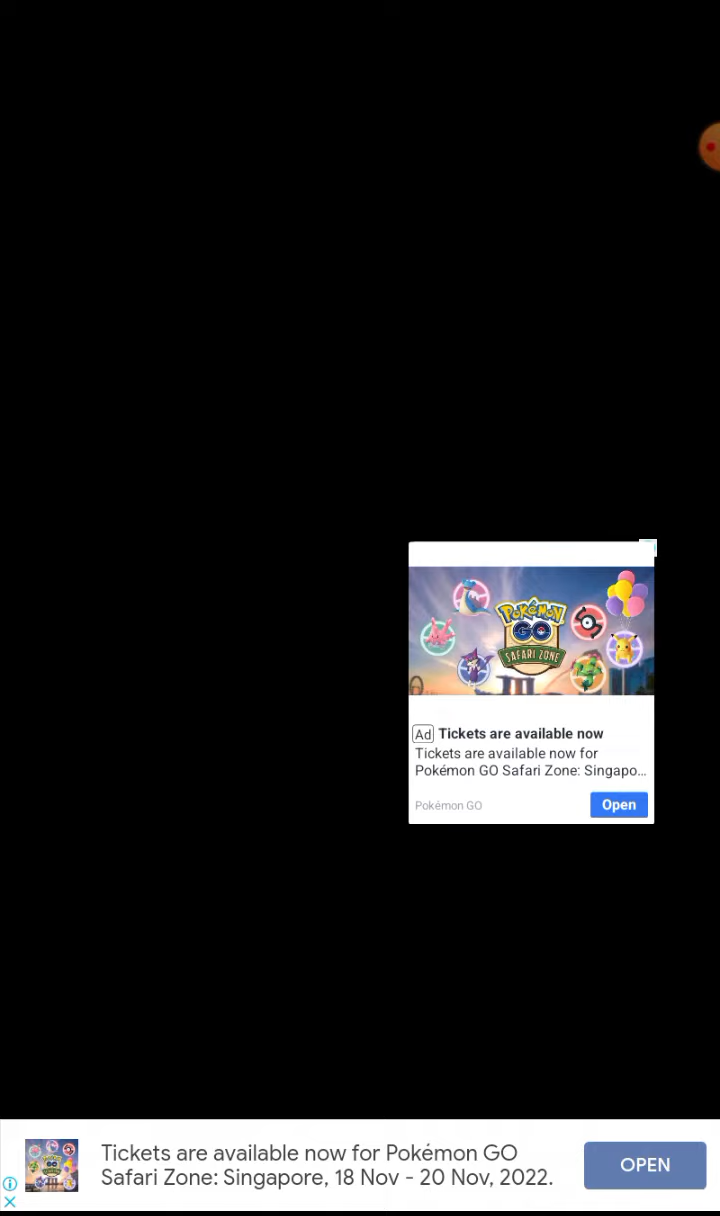 POKÉMON
GO
SAFARI ZONE
Ad Tickets are available now
Tickets are available now for
Pokémon GO Safari Zone: Singapo...
Pokémon GO
Open
Tickets are available now for Pokémon GO
Safari Zone: Singapore, 18 Nov - 20 Nov, 2022.
OPEN